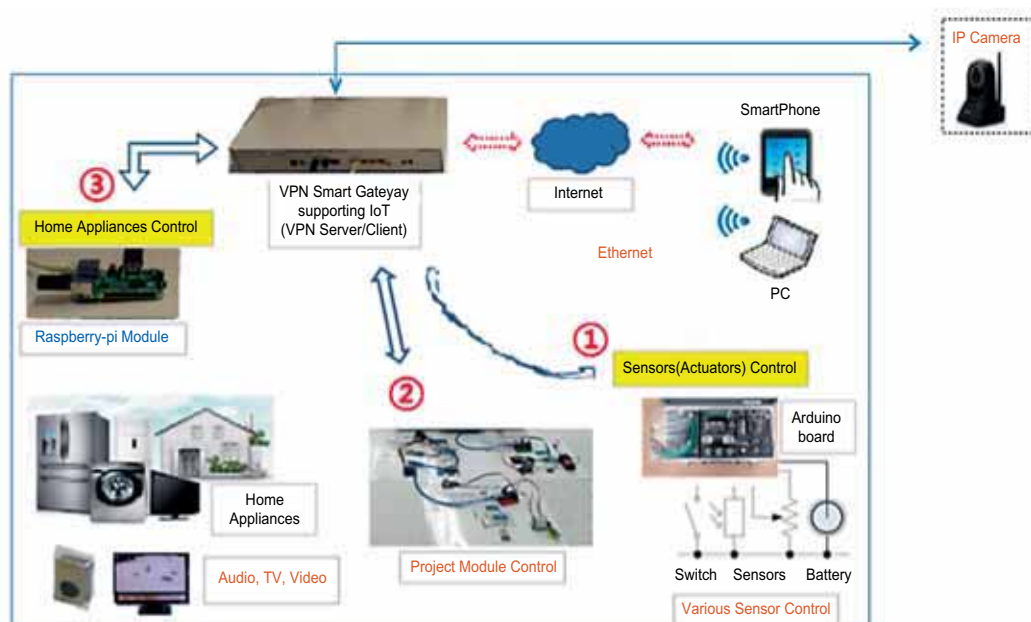 IP Camera
SmartPhone
③
VPN Smart Gateyay
supporting IoT
(VPN Server/Client)
Internet
Home Appliances Control
Ethernet
PC
Raspberry-pi Module
①
Sensors(Actuators) Control
②
Arduino
board
Home
Appliances
Audio, TV, Video
Project Module Control
Switch Sensors Battery
Various Sensor Control